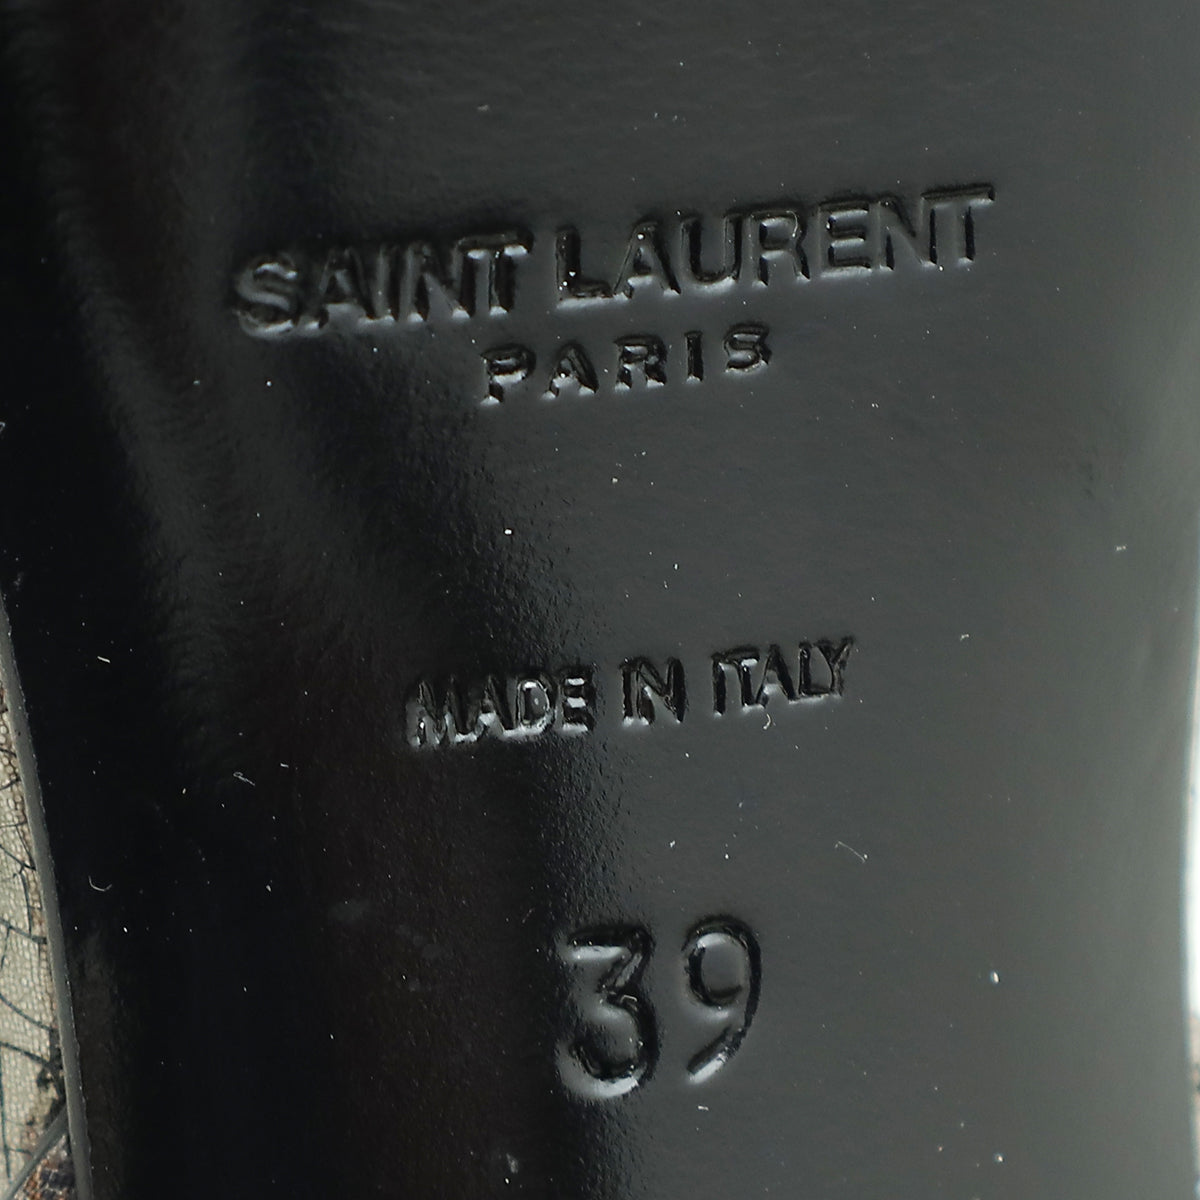 SAINT LAURENT
PARIS
MADE IN ITALY
39